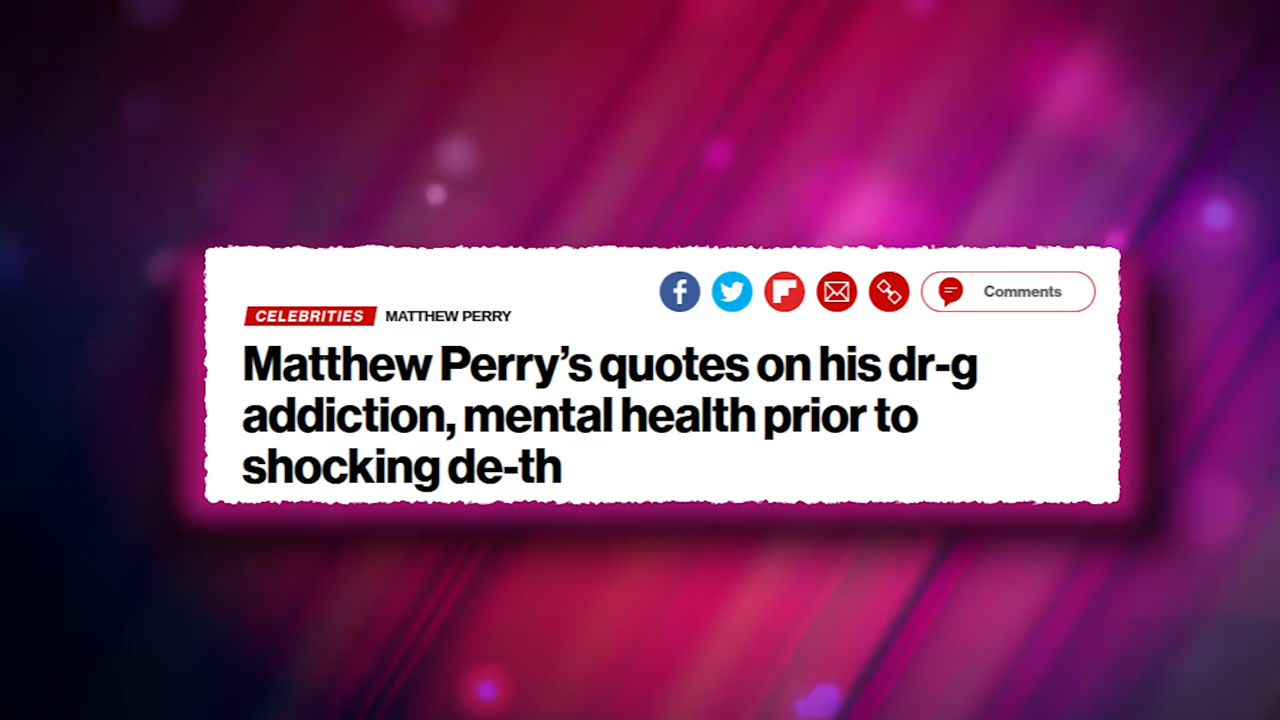 Comments
CELEBRITIES MATTHEW PERRY
Matthew Perry’s quotes on his dr-g
addiction, mental health prior to
shocking de-th